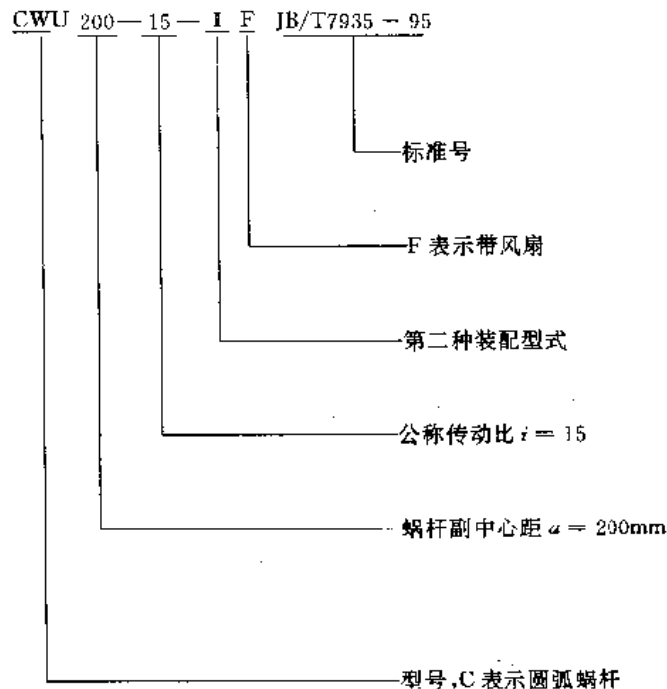 CWU 200—15—I F JB/T7935－95
标准号
F 表示带风扇
第二种装配型式
公称传动比 i = 15
蜗杆副中心距 a = 200mm
型号,C 表示圆弧蜗杆